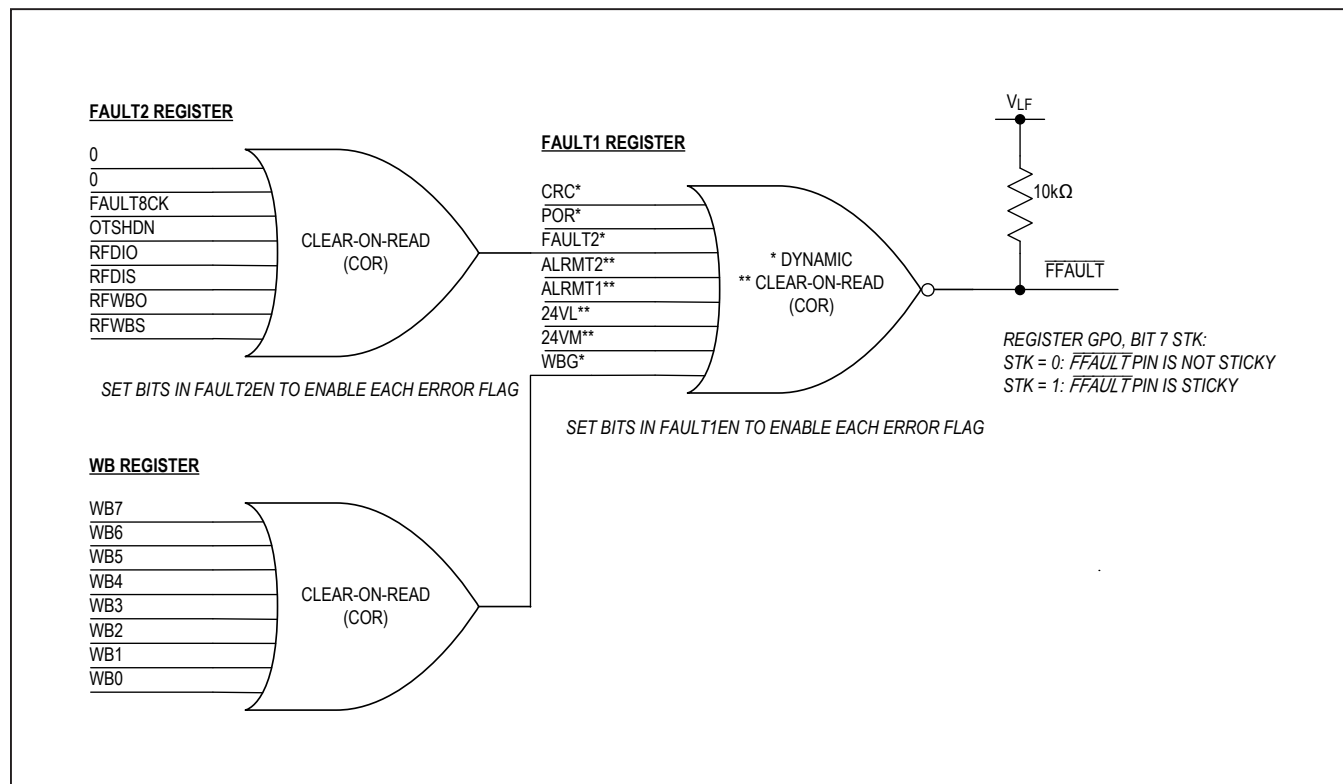 FAULT2 REGISTER
0
0
FAULT8CK
OTSHDN
RFDIO
RFDIS
RFWBO
RFWBS
CLEAR-ON-READ
(COR)
SET BITS IN FAULT2EN TO ENABLE EACH ERROR FLAG
FAULT1 REGISTER
CRC*
POR*
FAULT2*
ALRMT2**
ALRMT1**
24VL**
24VM**
WBG*
* DYNAMIC
** CLEAR-ON-READ
(COR)
SET BITS IN FAULT1EN TO ENABLE EACH ERROR FLAG
VLF
10kΩ
FFAULT
REGISTER GPO, BIT 7 STK:
STK = 0: FFAULT PIN IS NOT STICKY
STK = 1: FFAULT PIN IS STICKY
WB REGISTER
WB7
WB6
WB5
WB4
WB3
WB2
WB1
WB0
CLEAR-ON-READ
(COR)